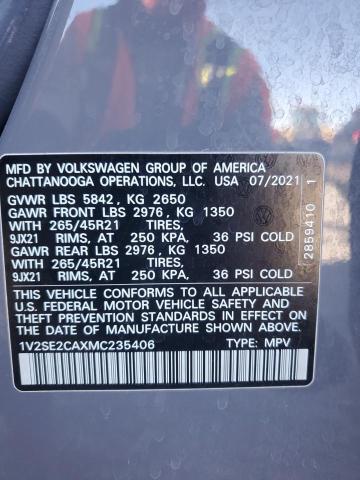 MFD BY VOLKSWAGEN GROUP OF AMERICA
CHATTANOOGA OPERATIONS, LLC. USA 07/2021
GVWR LBS 5842, KG 2650
GAWR FRONT LBS 2976, KG 1350
WITH 265/45R21 TIRES,
9JX21 RIMS, AT 250 KPA, 36 PSI COLD
GAWR REAR LBS 2976, KG 1350
WITH 265/45R21 TIRES,
9JX21 RIMS, AT 250 KPA, 36 PSI COLD
THIS VEHICLE CONFORMS TO ALL APPLICABLE
U.S. FEDERAL MOTOR VEHICLE SAFETY AND
THEFT PREVENTION STANDARDS IN EFFECT ON
THE DATE OF MANUFACTURE SHOWN ABOVE.
1V2SE2CAXMC235406 TYPE: MPV
2859410 1